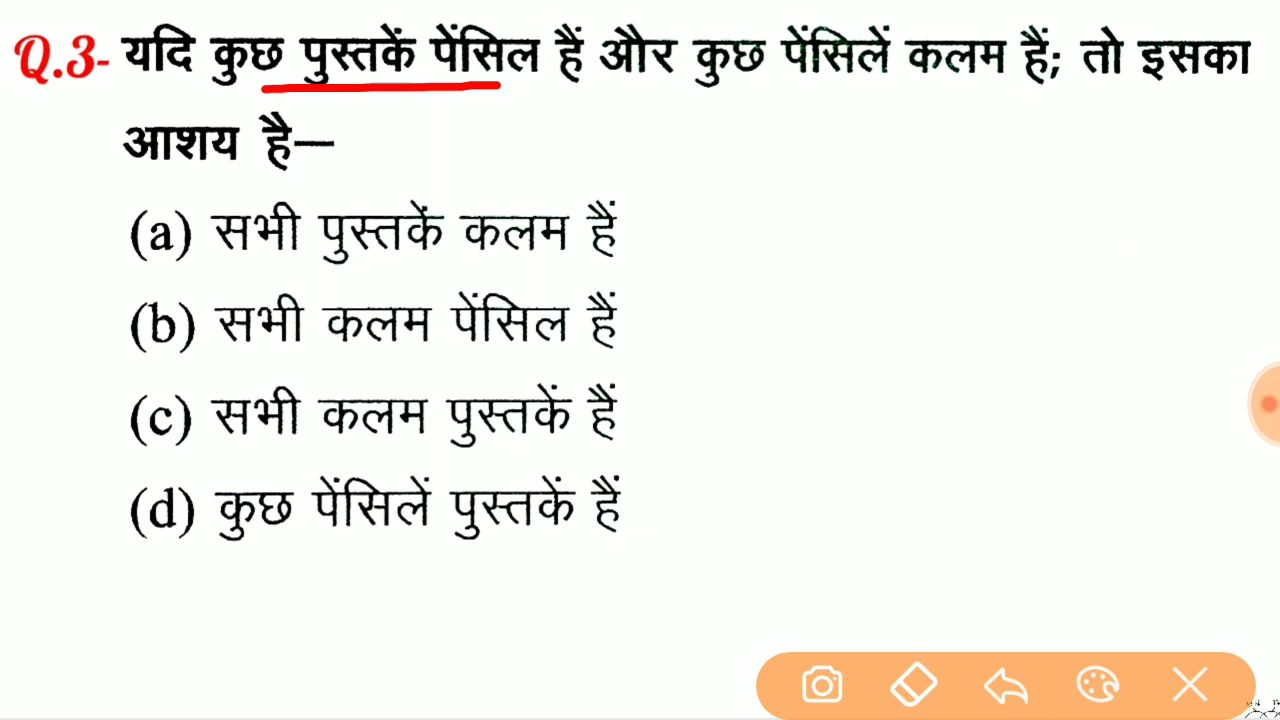 Q.3- यदि कुछ पुस्तकें पेंसिल हैं और कुछ पेंसिलें कलम हैं; तो इसका
आशय है—
(a) सभी पुस्तकें कलम हैं
(b) सभी कलम पेंसिल हैं
(c) सभी कलम पुस्तकें हैं
(d) कुछ पेंसिलें पुस्तकें हैं